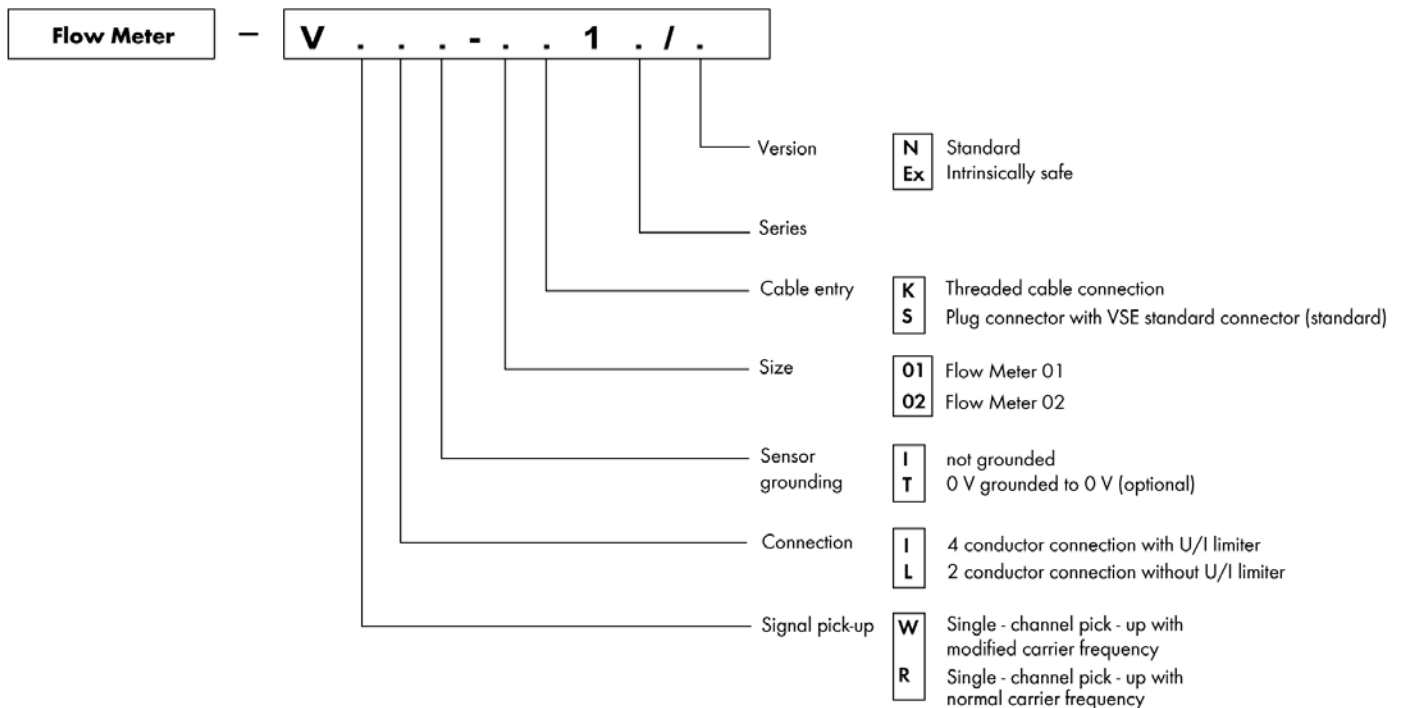 Flow Meter – V . . . - . . 1 . / .
Version N Standard
Ex Intrinsically safe
Series
Cable entry K Threaded cable connection
S Plug connector with VSE standard connector (standard)
Size 01 Flow Meter 01
02 Flow Meter 02
Sensor I not grounded
grounding T 0 V grounded to 0 V (optional)
Connection I 4 conductor connection with U/I limiter
L 2 conductor connection without U/I limiter
Signal pick-up W Single - channel pick - up with
modified carrier frequency
R Single - channel pick - up with
normal carrier frequency